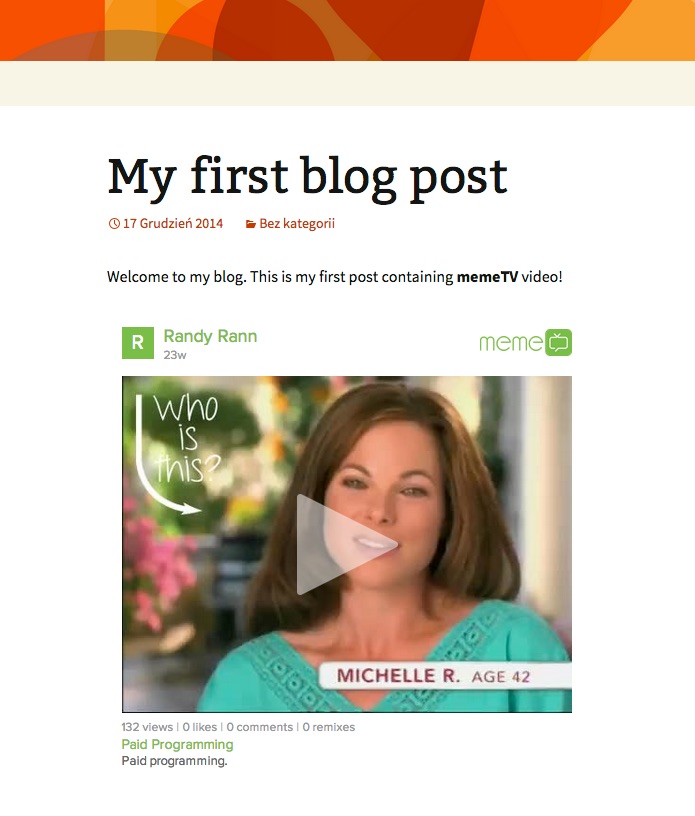 My first blog post
17 Grudzień 2014 Bez kategorii
Welcome to my blog. This is my first post containing memeTV video!
R Randy Rann meme
23w
Who
is
this?
MICHELLE R. AGE 42
132 views | 0 likes | 0 comments | 0 remixes
Paid Programming
Paid programming.